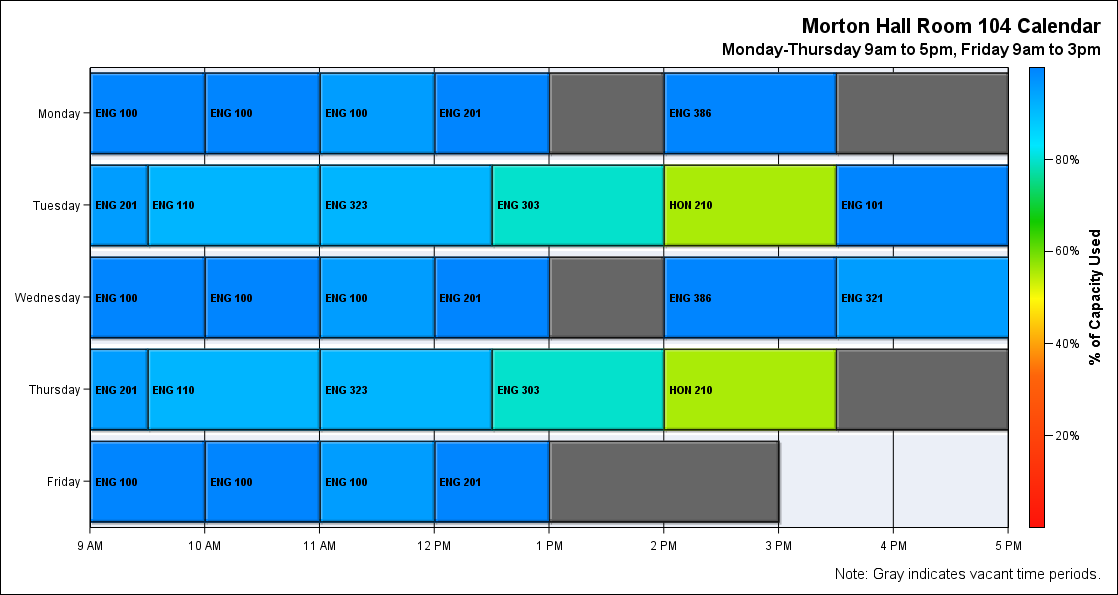 Morton Hall Room 104 Calendar
Monday-Thursday 9am to 5pm, Friday 9am to 3pm
Monday
ENG 100
ENG 100
ENG 100
ENG 201
ENG 386
Tuesday
ENG 201
ENG 110
ENG 323
ENG 303
HON 210
ENG 101
Wednesday
ENG 100
ENG 100
ENG 100
ENG 201
ENG 386
ENG 321
Thursday
ENG 201
ENG 110
ENG 323
ENG 303
HON 210
Friday
ENG 100
ENG 100
ENG 100
ENG 201
9 AM
10 AM
11 AM
12 PM
1 PM
2 PM
3 PM
4 PM
5 PM
80%
60%
40%
20%
% of Capacity Used
Note: Gray indicates vacant time periods.